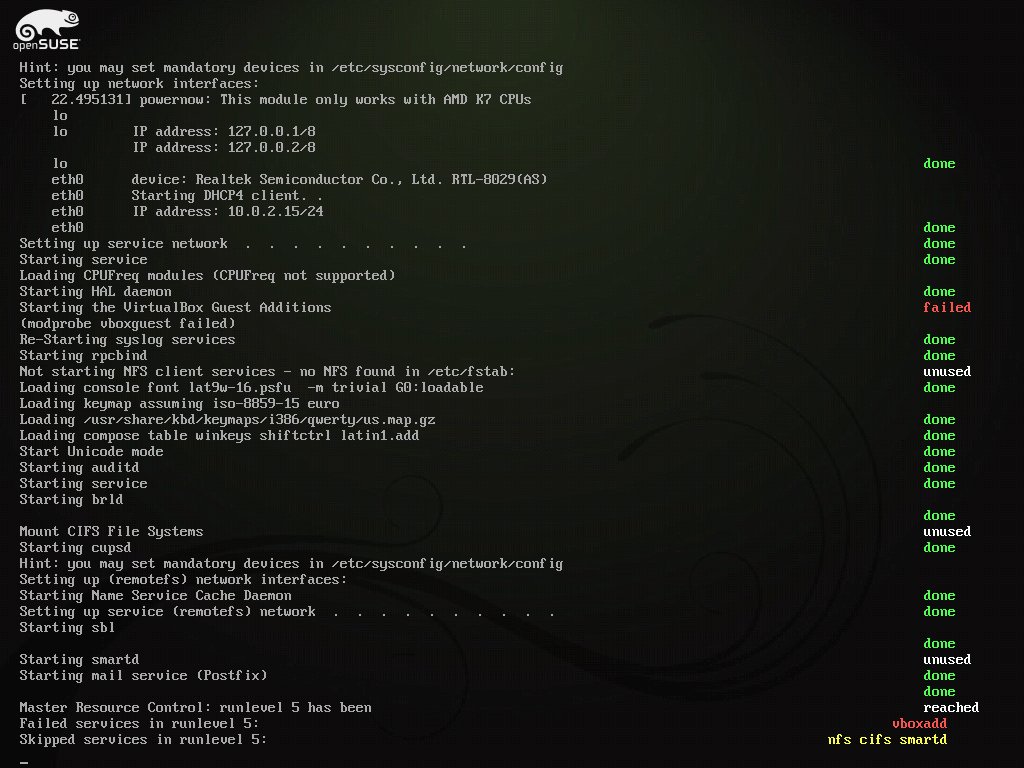 openSUSE
Hint: you may set mandatory devices in /etc/sysconfig/network/config
Setting up network interfaces:
[   22.495131] powernow: This module only works with AMD K7 CPUs
lo
lo        IP address: 127.0.0.1/8
IP address: 127.0.0.2/8
lo done
eth0      device: Realtek Semiconductor Co., Ltd. RTL-8029(AS)
eth0      Starting DHCP4 client. .
eth0      IP address: 10.0.2.15/24
eth0 done
Setting up service network  .  .  .  .  .  .  .  .  .  . done
Starting service done
Loading CPUFreq modules (CPUFreq not supported)
Starting HAL daemon done
Starting the VirtualBox Guest Additions failed
(modprobe vboxguest failed)
Re-Starting syslog services done
Starting rpcbind done
Not starting NFS client services - no NFS found in /etc/fstab: unused
Loading console font lat9w-16.psfu  -m trivial G0:loadable done
Loading keymap assuming iso-8859-15 euro
Loading /usr/share/kbd/keymaps/i386/qwerty/us.map.gz done
Loading compose table winkeys shiftctrl latin1.add done
Start Unicode mode done
Starting auditd done
Starting service done
Starting brld
done
Mount CIFS File Systems unused
Starting cupsd done
Hint: you may set mandatory devices in /etc/sysconfig/network/config
Setting up (remotefs) network interfaces:
Starting Name Service Cache Daemon done
Setting up service (remotefs) network  .  .  .  .  .  .  .  .  .  . done
Starting sbl
done
Starting smartd unused
Starting mail service (Postfix) done
done
Master Resource Control: runlevel 5 has been reached
Failed services in runlevel 5: vboxadd
Skipped services in runlevel 5: nfs cifs smartd
_